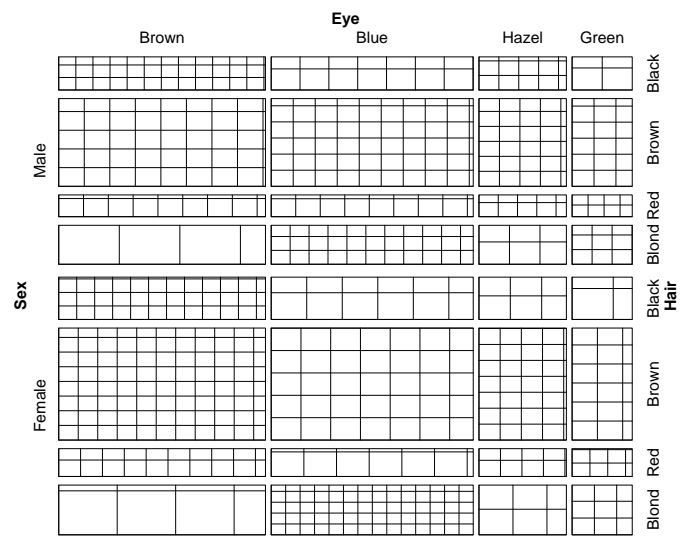 Eye
Brown Blue Hazel Green
Sex
Male
Female
Black
Brown
Red
Blond
Black
Brown
Red
Blond
Hair